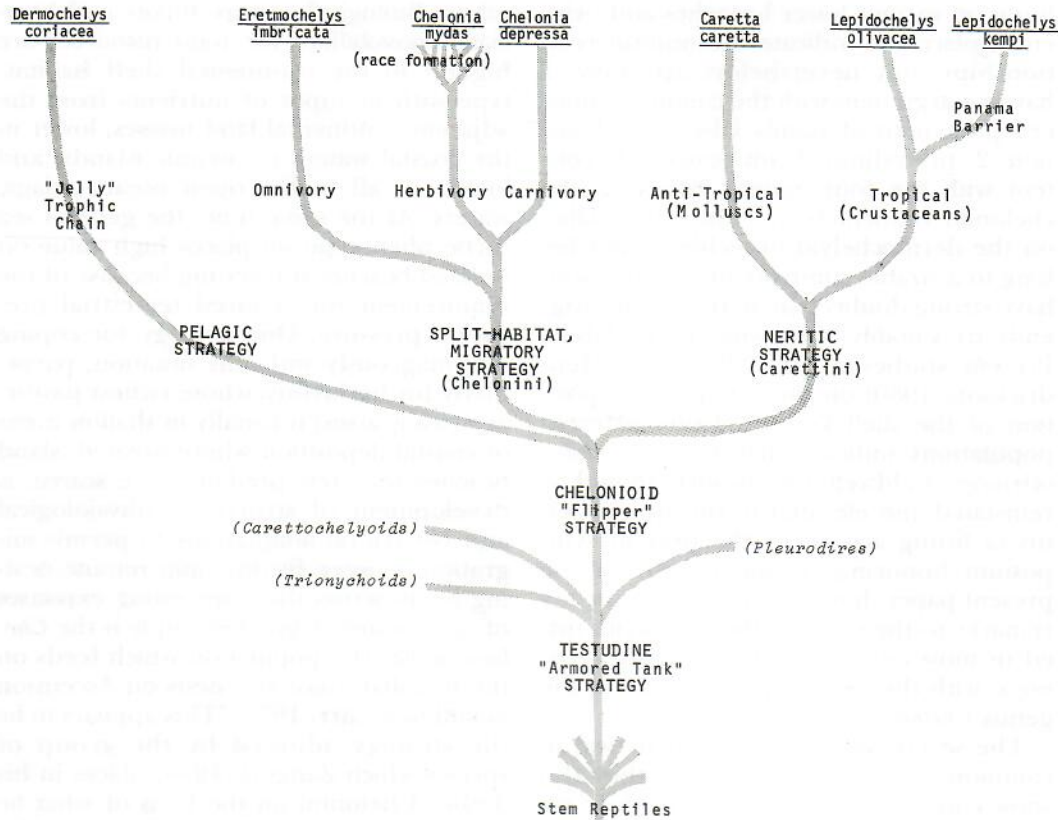 Dermochelys
coriacea
Eretmochelys
imbricata
Chelonia
mydas
Chelonia
depressa
Caretta
caretta
Lepidochelys
olivacea
Lepidochelys
kempi
(race formation)
Panama
Barrier
"Jelly"
Trophic
Chain
Omnivory
Herbivory
Carnivory
Anti-Tropical
(Molluscs)
Tropical
(Crustaceans)
PELAGIC
STRATEGY
SPLIT-HABITAT,
MIGRATORY
STRATEGY
(Chelonini)
NERITIC
STRATEGY
(Carettini)
CHELONIOID
"Flipper"
STRATEGY
(Carettochelyoids)
(Pleurodires)
(Trionychoids)
TESTUDINE
"Armored Tank"
STRATEGY
Stem Reptiles